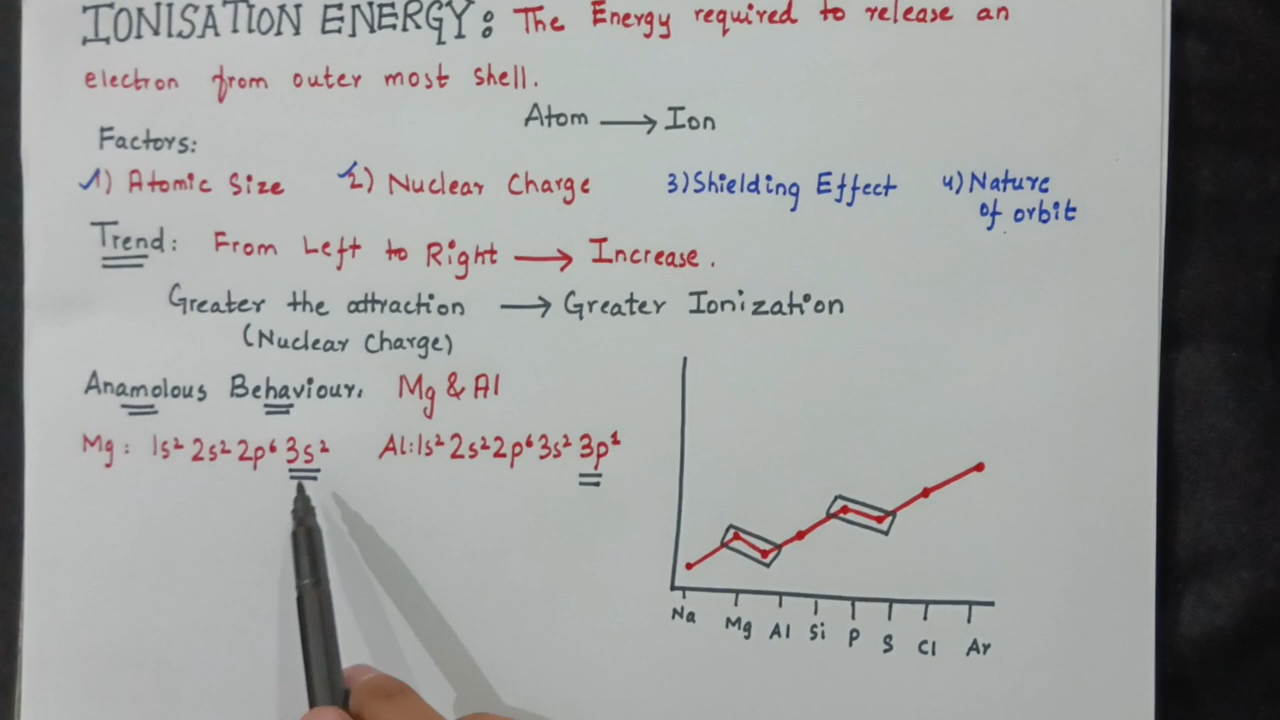 IONISATION ENERGY: The Energy required to release an
electron from outer most shell.
Atom → Ion
Factors:
1) Atomic Size 2) Nuclear Charge 3) Shielding Effect 4) Nature of orbit
Trend: From Left to Right → Increase.
Greater the attraction → Greater Ionization
(Nuclear Charge)
Anamolous Behaviour. Mg & Al
Mg: 1s² 2s² 2p⁶ 3s² Al: 1s² 2s² 2p⁶ 3s² 3p¹
Na Mg Al Si P S Cl Ar